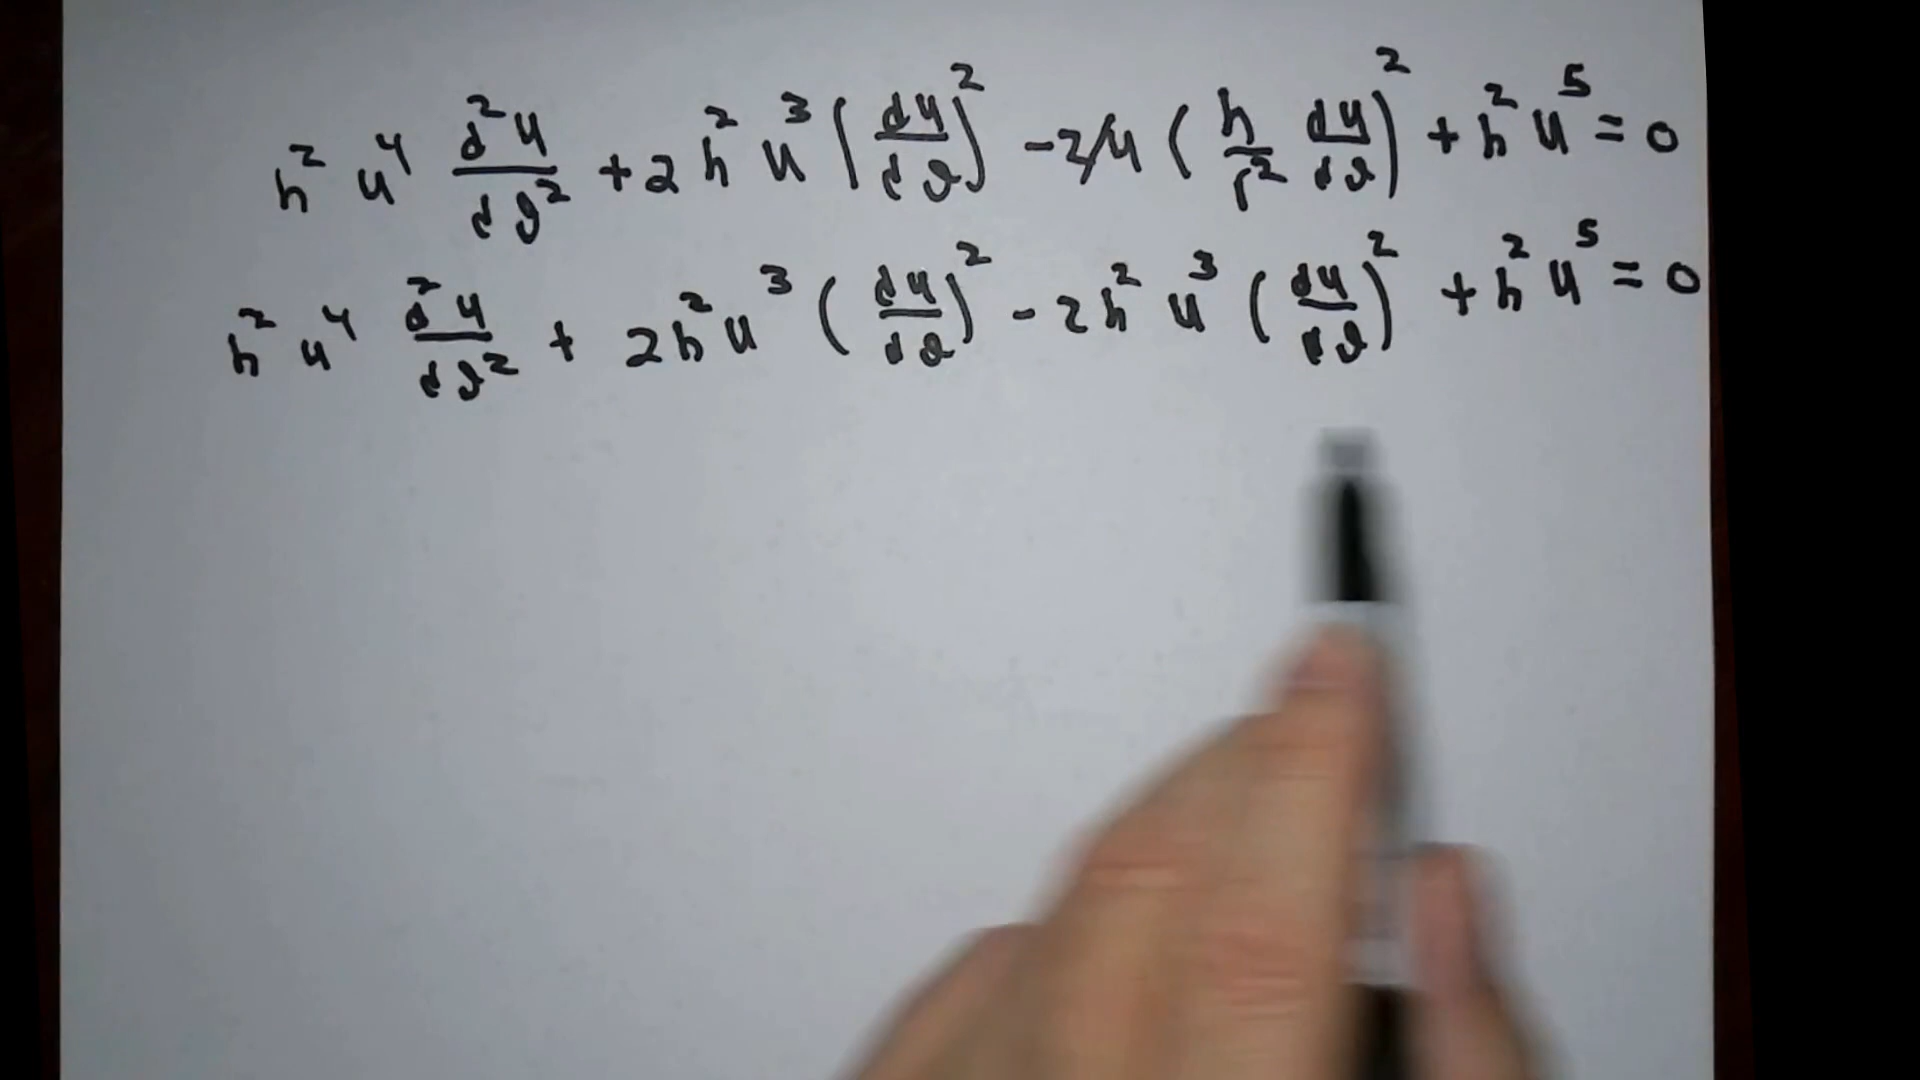 h² u⁴ d²u/dϑ² + 2h² u³ (du/dϑ)² - 2/u (h/r² du/dϑ)² + h² u⁵ = 0
h² u⁴ d²u/dϑ² + 2h² u³ (du/dϑ)² - 2h² u³ (du/dϑ)² + h² u⁵ = 0